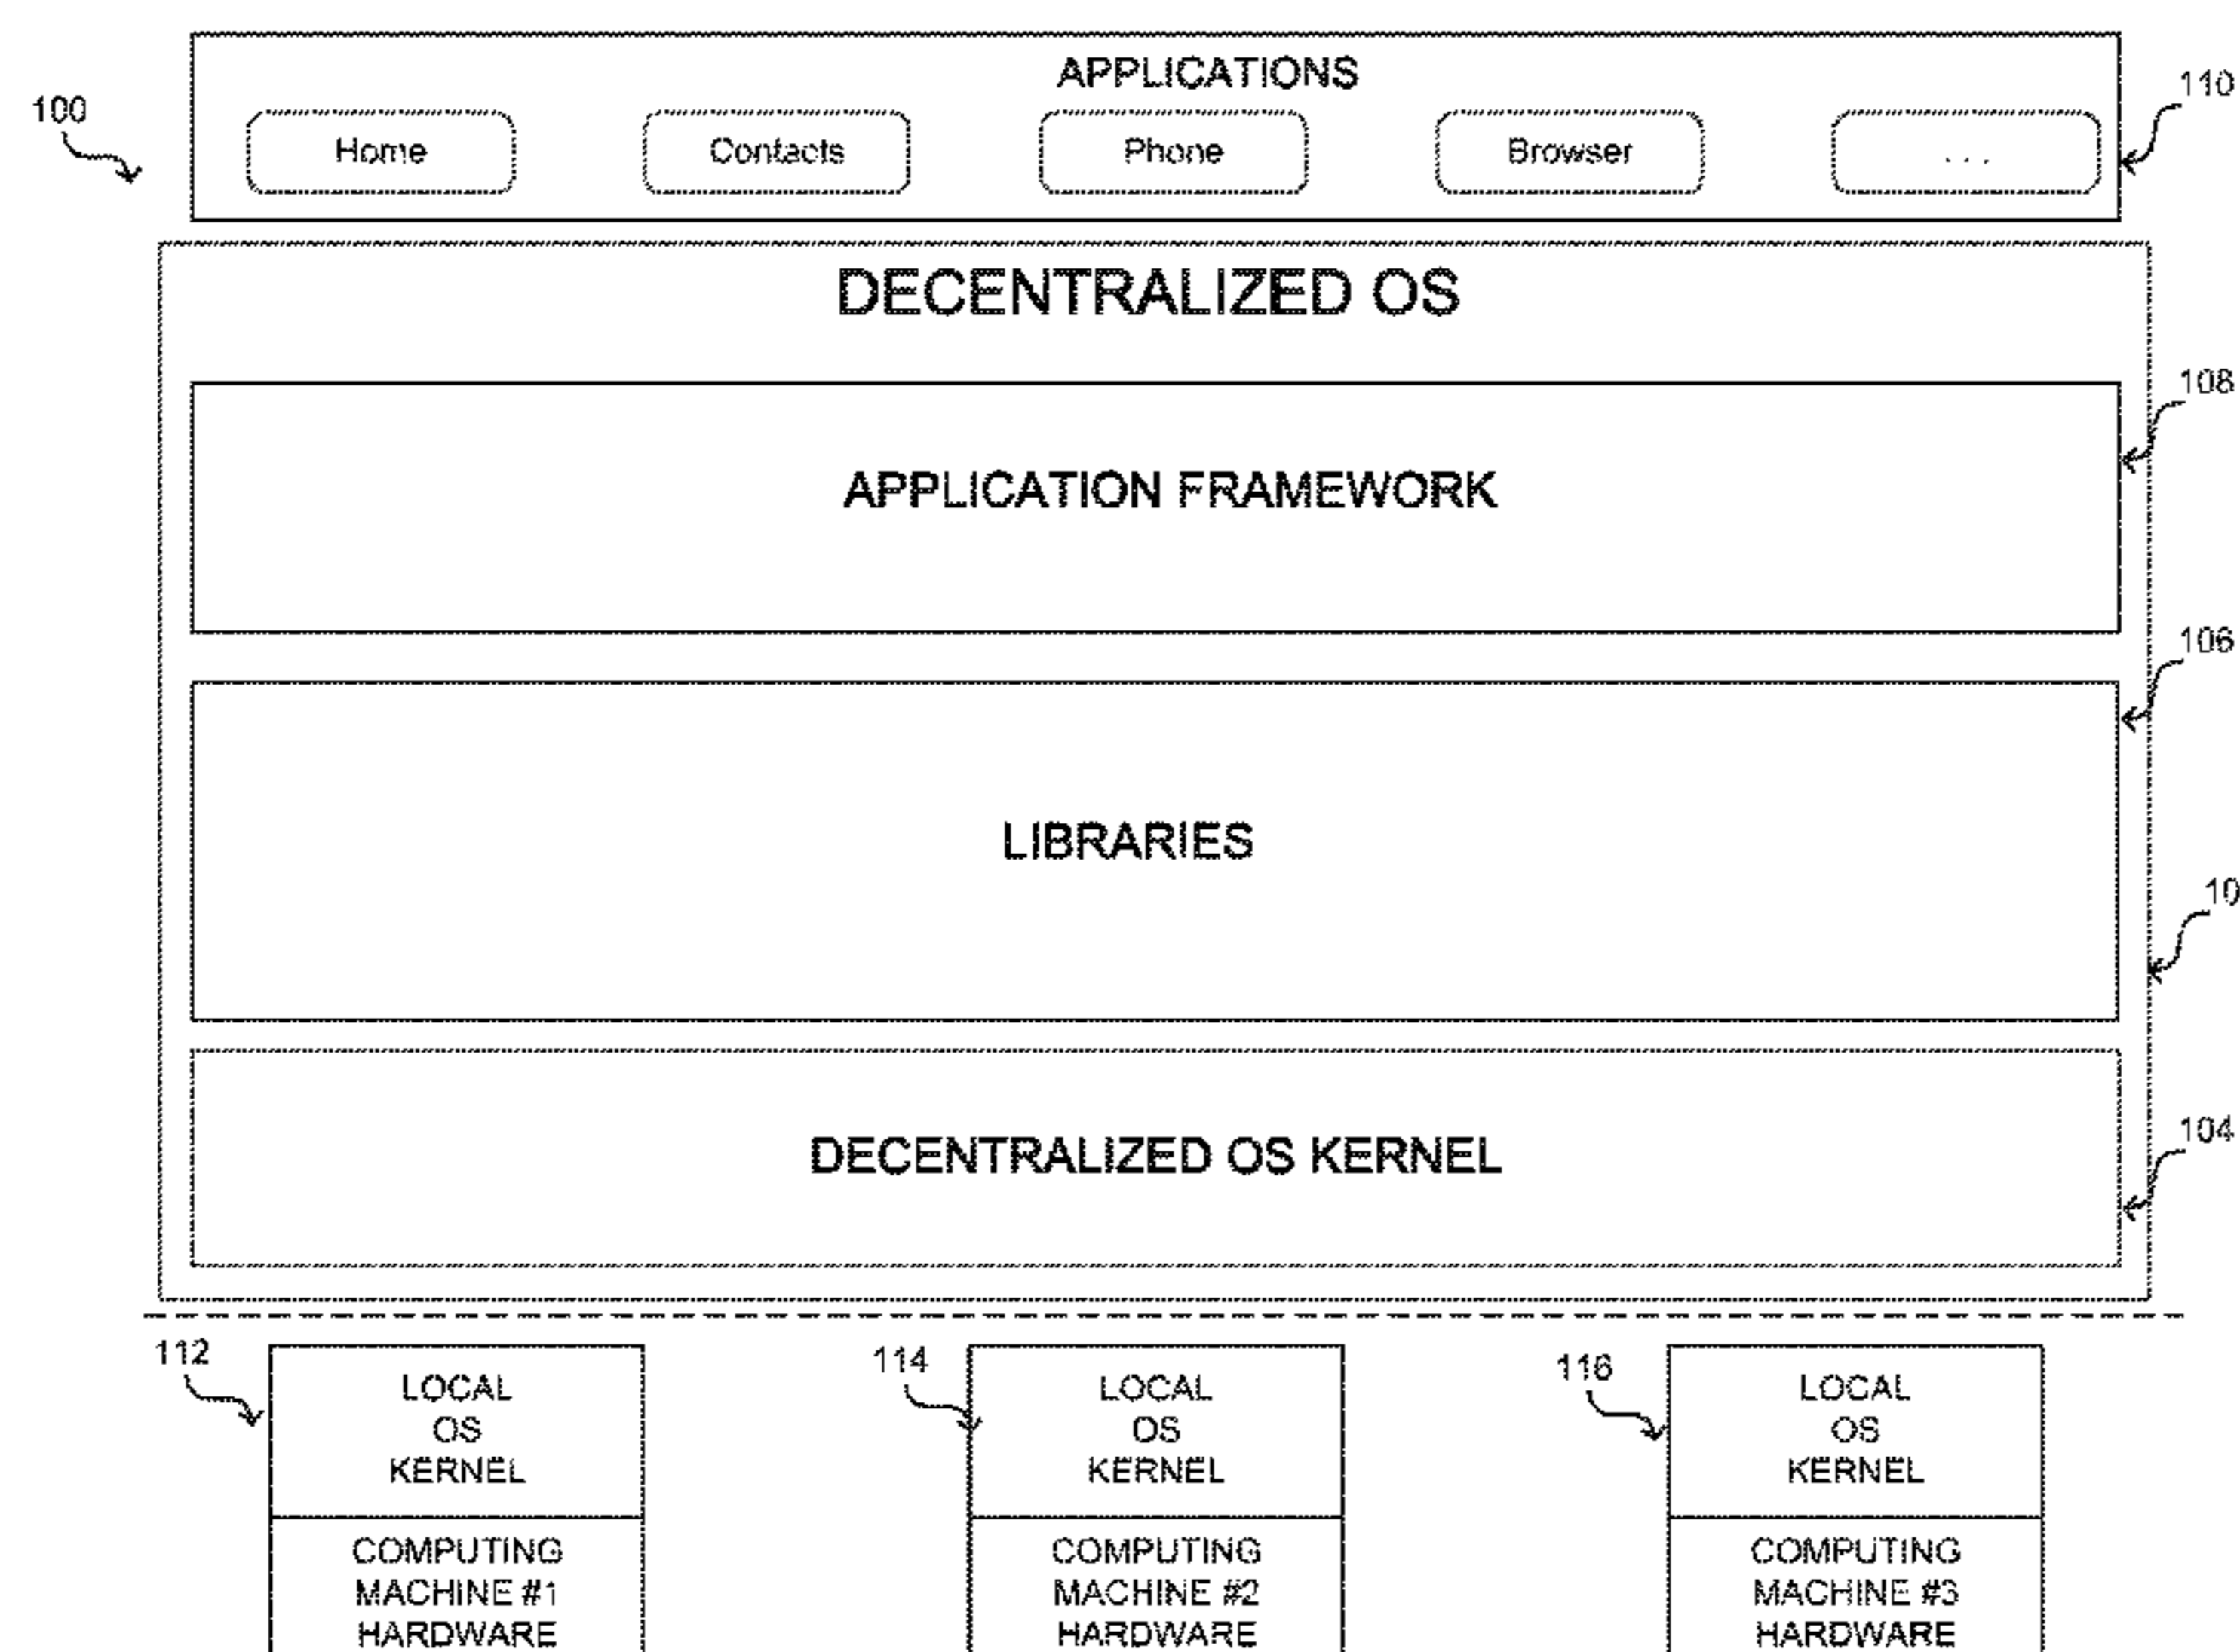 APPLICATIONS
110
100
Home Contacts Phone Browser ...
DECENTRALIZED OS
108
APPLICATION FRAMEWORK
106
LIBRARIES
10
DECENTRALIZED OS KERNEL
104
112
114
116
LOCAL
OS
KERNEL
COMPUTING
MACHINE #1
HARDWARE
LOCAL
OS
KERNEL
COMPUTING
MACHINE #2
HARDWARE
LOCAL
OS
KERNEL
COMPUTING
MACHINE #3
HARDWARE